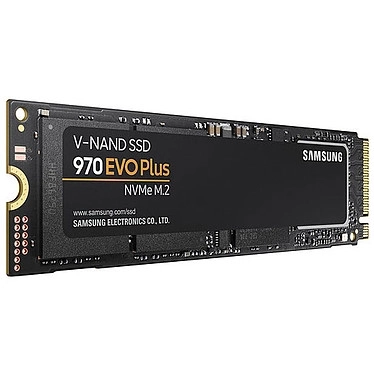 V-NAND SSD
970 EVO Plus
NVMe M.2
www.samsung.com/ssd
SAMSUNG ELECTRONICS CO., LTD.
SAMSUNG